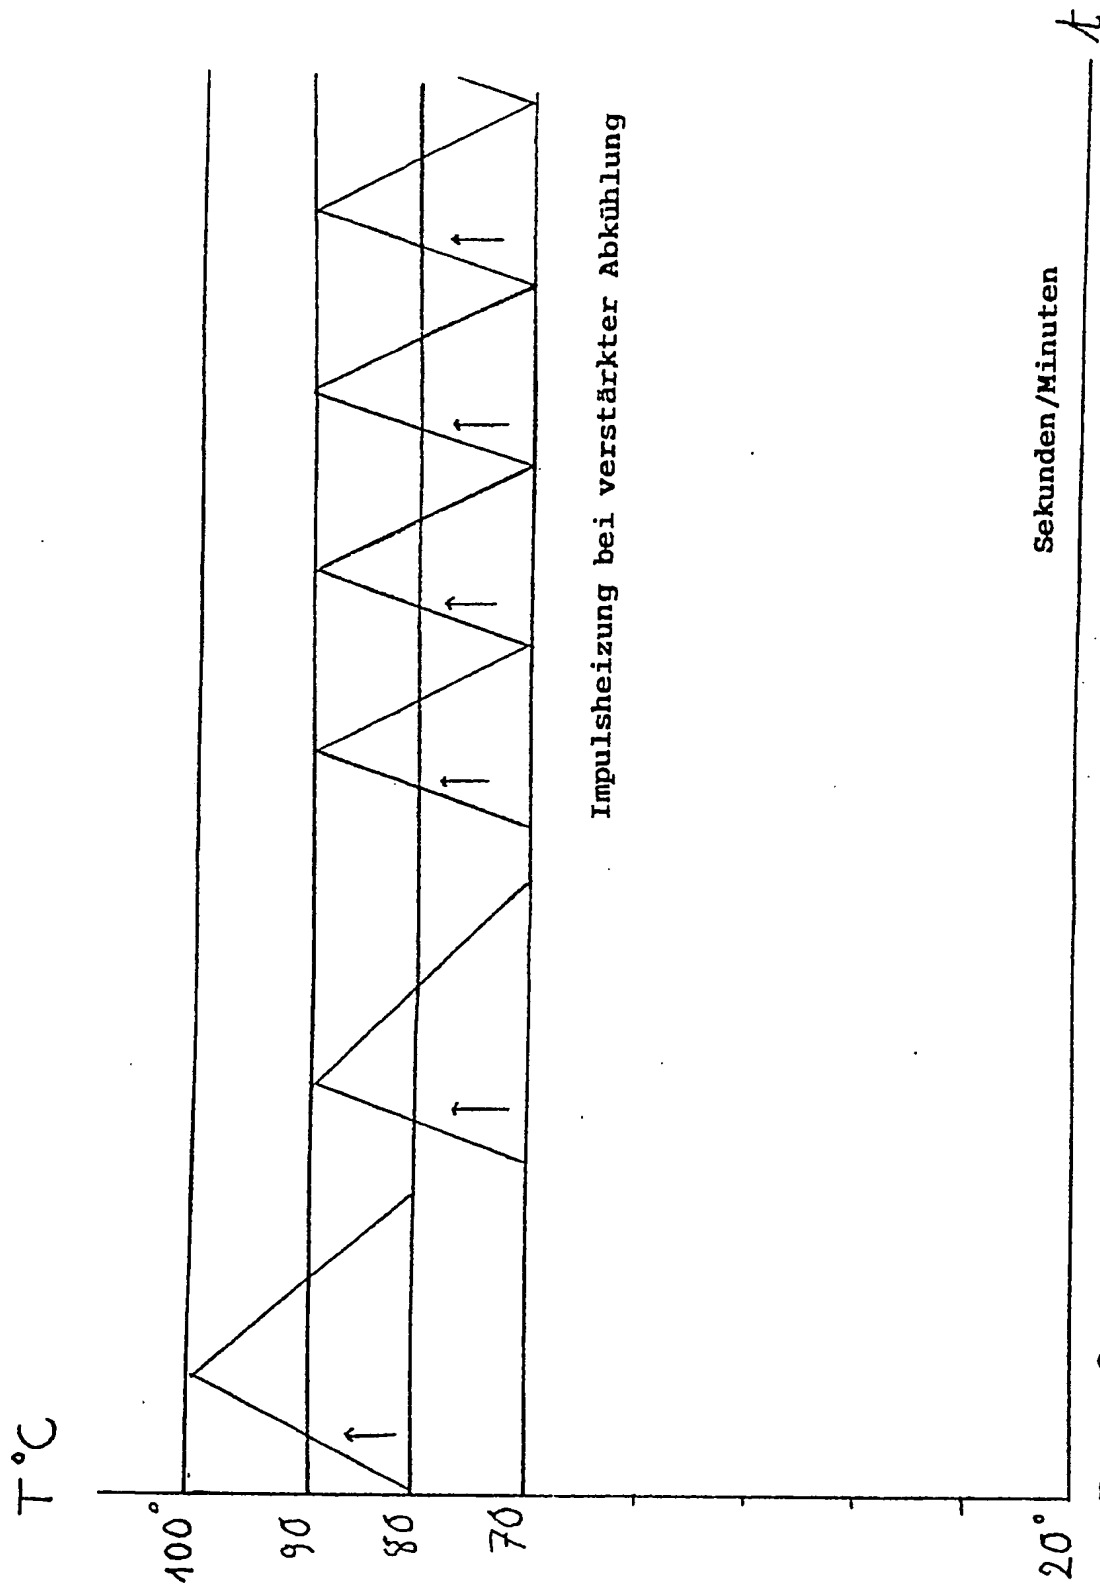 T°C
100°
90
80
70
20°
Impulsheizung bei verstärkter Abkühlung
Sekunden/Minuten
t